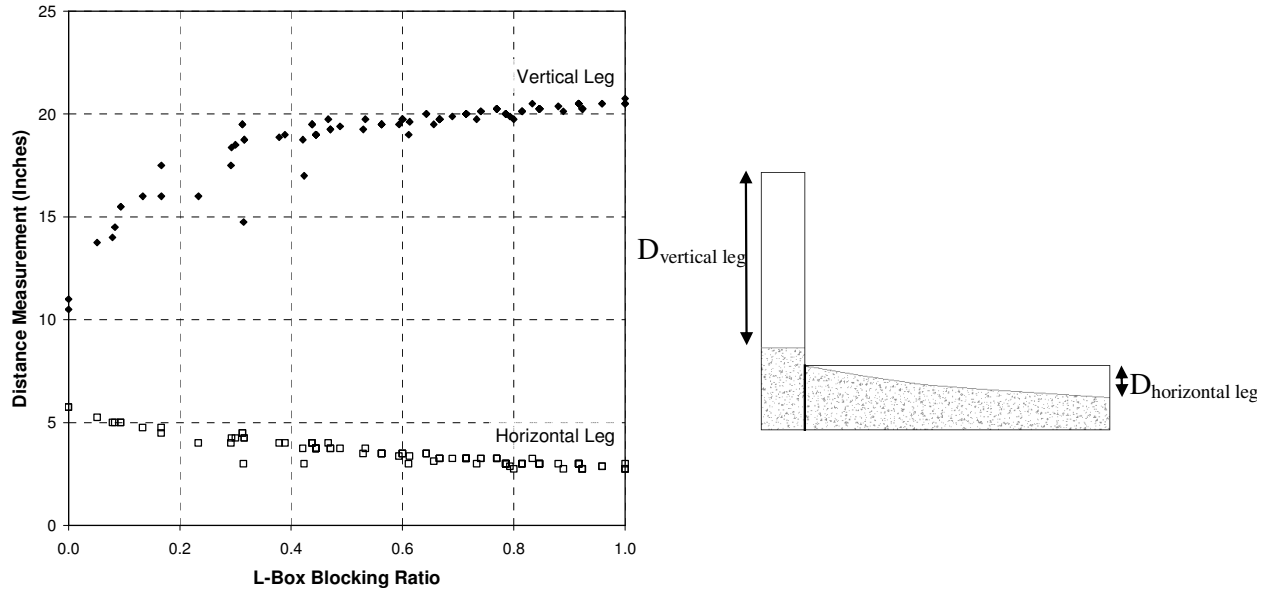 25
20
15
10
5
0
Distance Measurement (Inches)
Vertical Leg
Horizontal Leg
0.0 0.2 0.4 0.6 0.8 1.0
L-Box Blocking Ratio
Dvertical leg
Dhorizontal leg